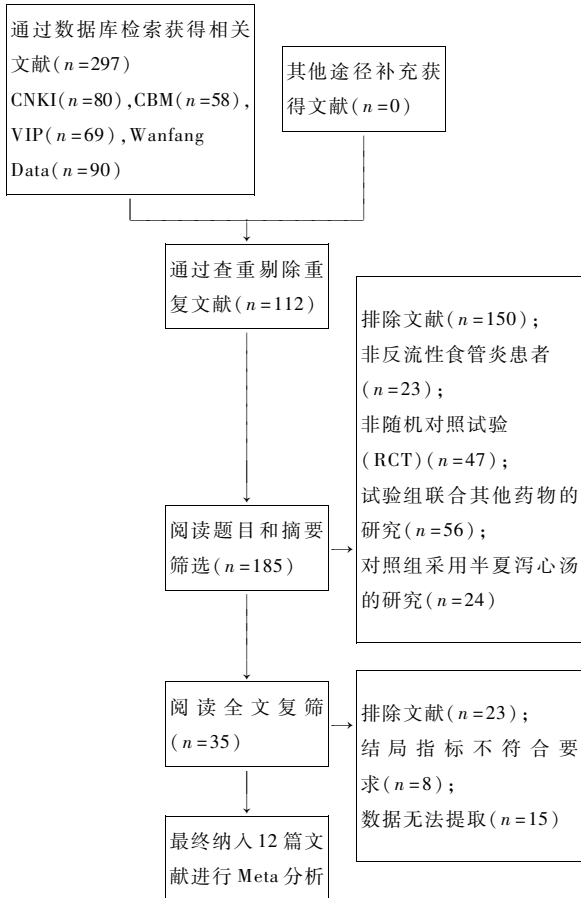 通过数据库检索获得相关
文献(n=297)
CNKI(n=80),CBM(n=58),
VIP(n=69),Wanfang
Data(n=90)
其他途径补充获
得文献(n=0)
通过查重剔除重
复文献(n=112)
排除文献(n=150)；
非反流性食管炎患者
(n=23)；
非随机对照试验
(RCT)(n=47)；
试验组联合其他药物的
研究(n=56)；
对照组采用半夏泻心汤
的研究(n=24)
阅读题目和摘要
筛选(n=185)
阅读全文复筛
(n=35)
排除文献(n=23)；
结局指标不符合要
求(n=8)；
数据无法提取(n=15)
最终纳入12篇文
献进行Meta分析